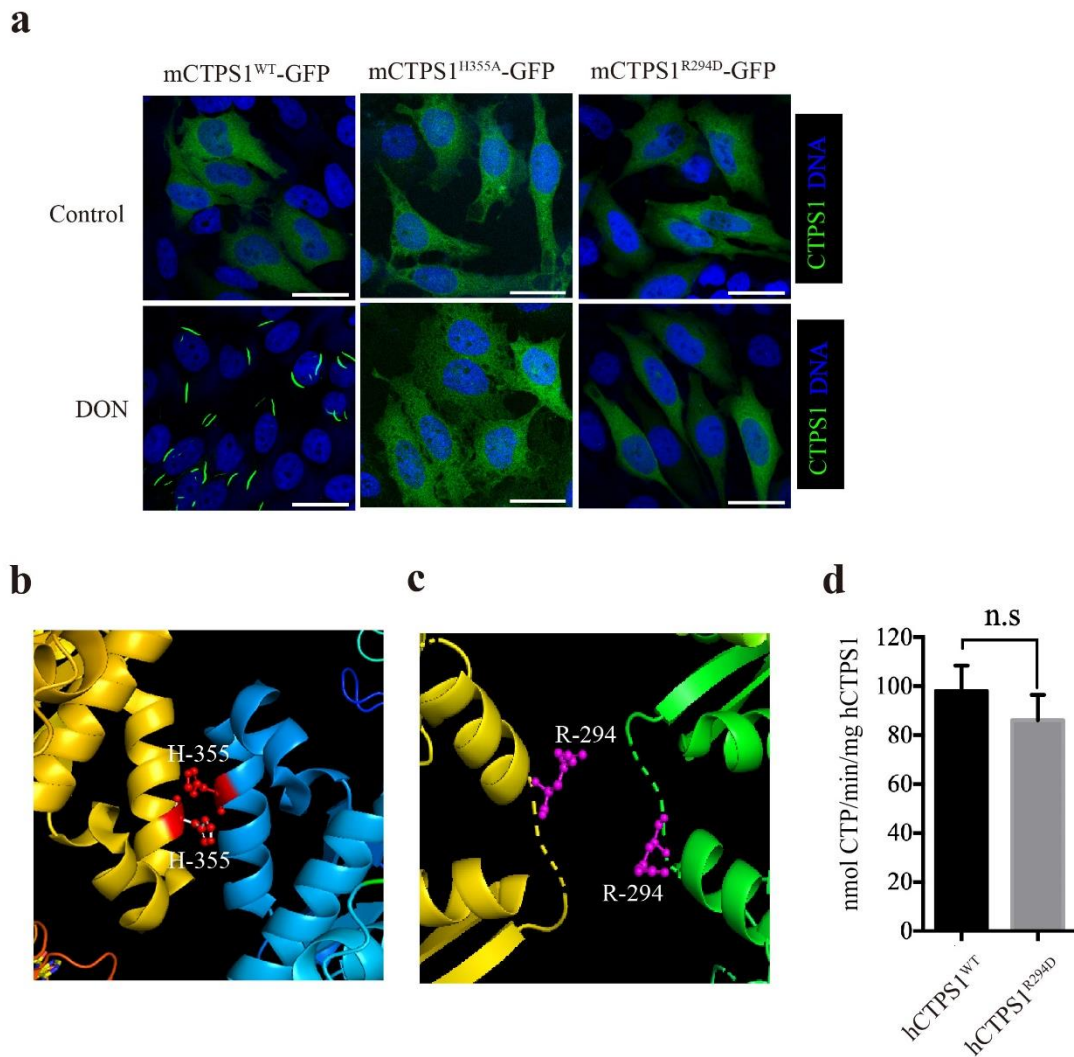 a
mCTPS1WT-GFP mCTPS1H355A-GFP mCTPS1R294D-GFP
Control
CTPS1 DNA
DON
CTPS1 DNA
b
H-355
H-355
c
R-294
R-294
d
n.s
nmol CTP/min/mg hCTPS1
120
100
80
60
40
20
0
hCTPS1WT
hCTPS1R294D